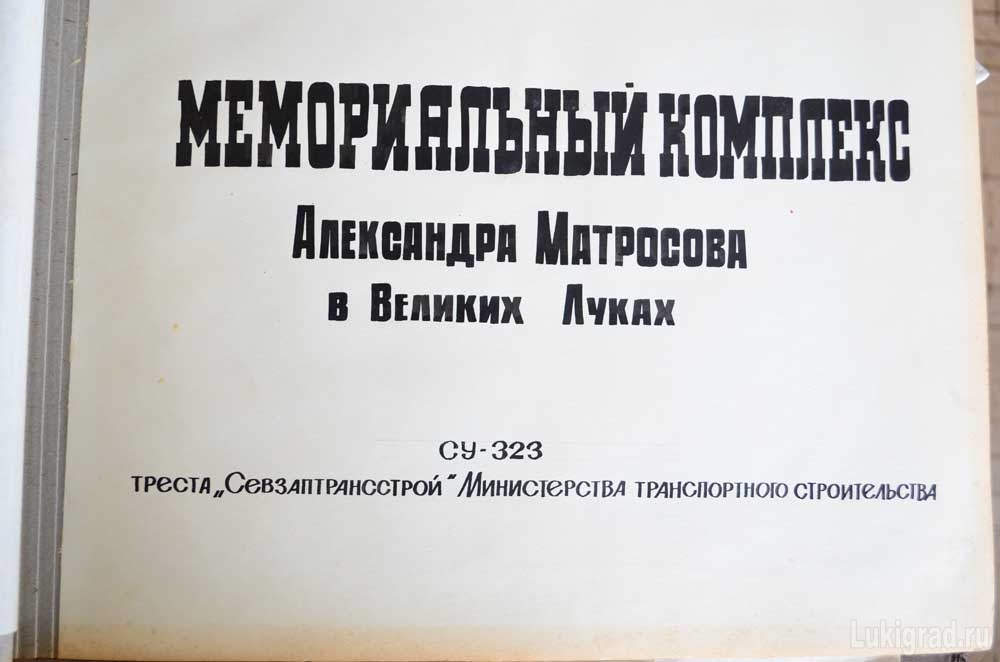 МЕМОРИАЛЬНЫЙ КОМПЛЕКС
АЛЕКСАНДРА МАТРОСОВА
В ВЕЛИКИХ ЛУКАХ
СУ-323
ТРЕСТА „СЕВЗАПТРАНССТРОЙ" МИНИСТЕРСТВА ТРАНСПОРТНОГО СТРОИТЕЛЬСТВА
Lukigrad.ru